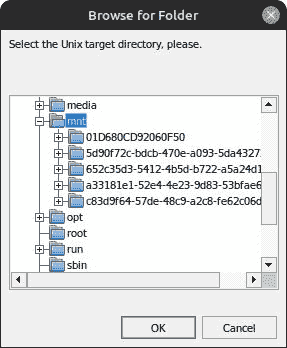 Browse for Folder
Select the Unix target directory, please.
media
mnt
01D680CD92060F50
5d90f72c-bdcb-470e-a093-5da4327
652c35d3-5412-4b5d-b722-a5a24d1
a33181e1-52e4-4e23-9d83-53bfae6
c83d9f64-57de-48c9-a2c8-fe62c06d
opt
root
run
sbin
OK
Cancel